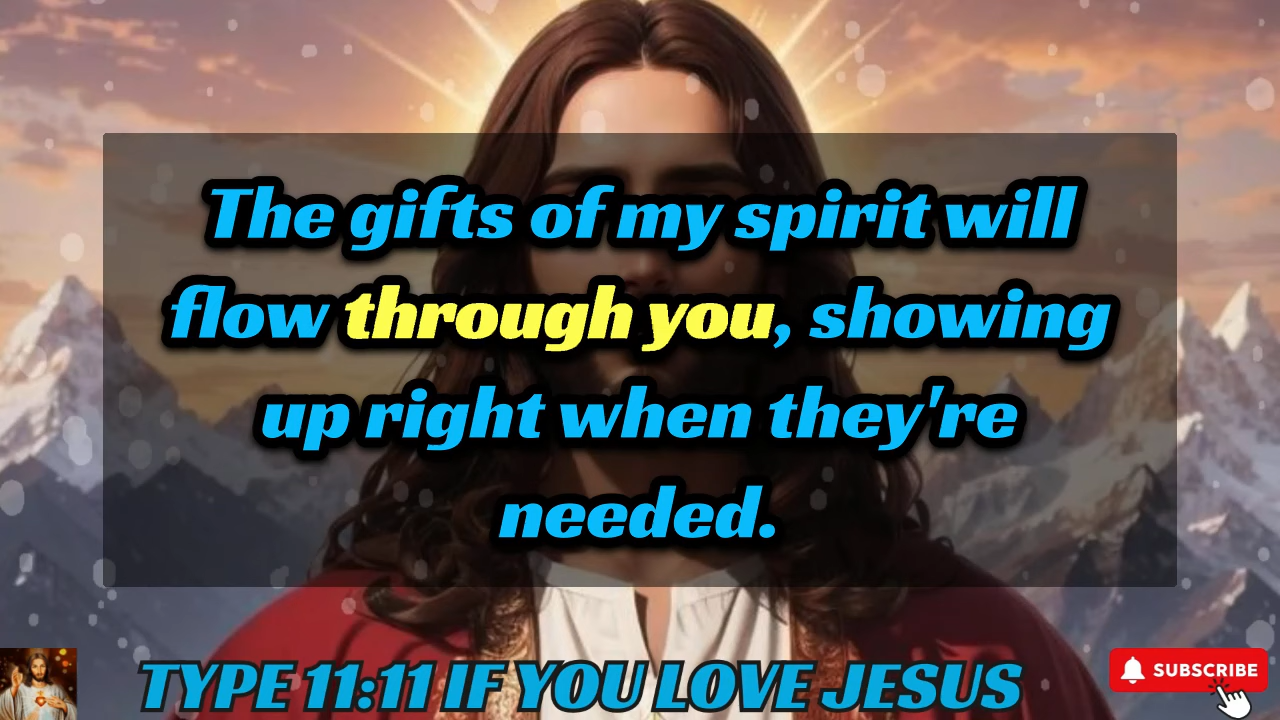 The gifts of my spirit will
flow through you, showing
up right when they're
needed.
TYPE 11:11 IF YOU LOVE JESUS
SUBSCRIBE